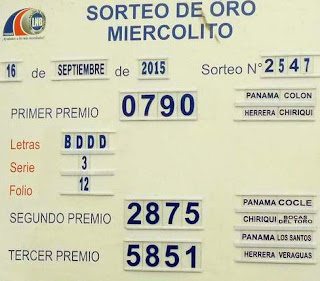 LNB
SORTEO DE ORO
MIERCOLITO
16 de SEPTIEMBRE de 2015 Sorteo N° 2547
PRIMER PREMIO 0790 PANAMA COLON
HERRERA CHIRIQUI
Letras BDDD
Serie 3
Folio 12
SEGUNDO PREMIO 2875 PANAMA COCLE
CHIRIQUI BOCAS DEL TORO
TERCER PREMIO 5851 PANAMA LOS SANTOS
HERRERA VERAGUAS